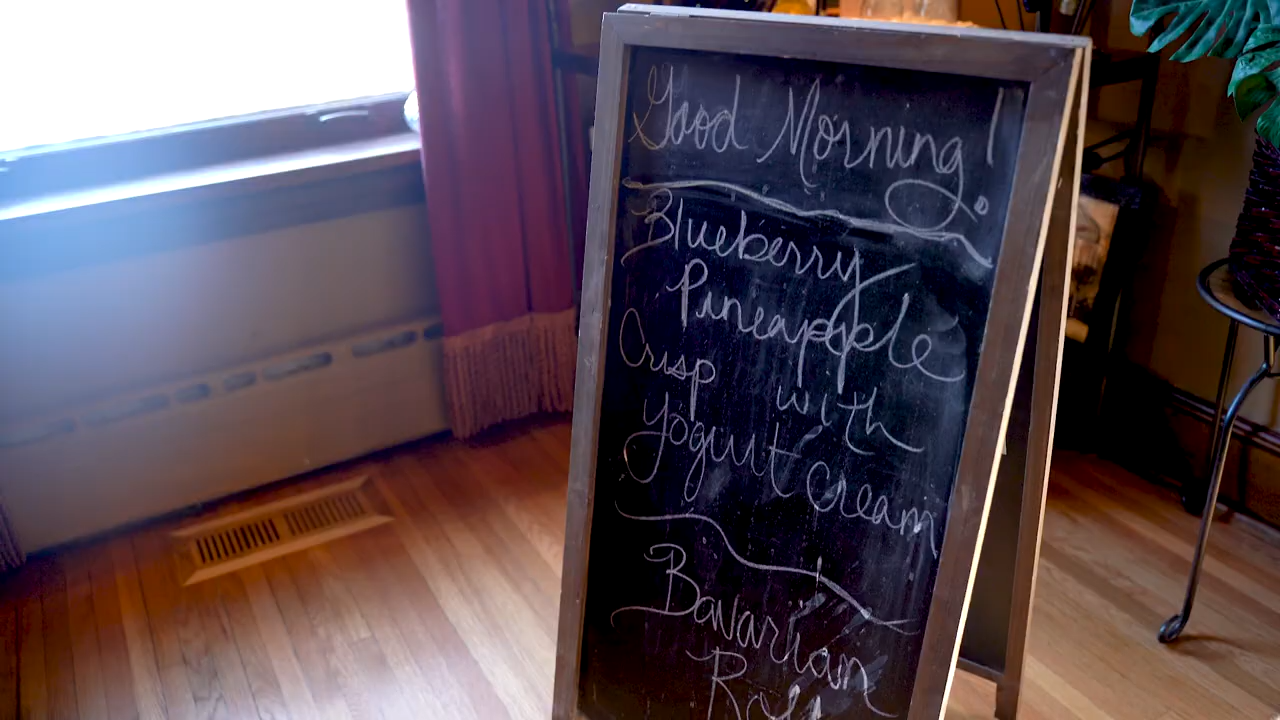 Good Morning!
Blueberry
Pineapple
Crisp with
Yogurt Cream
Bavarian